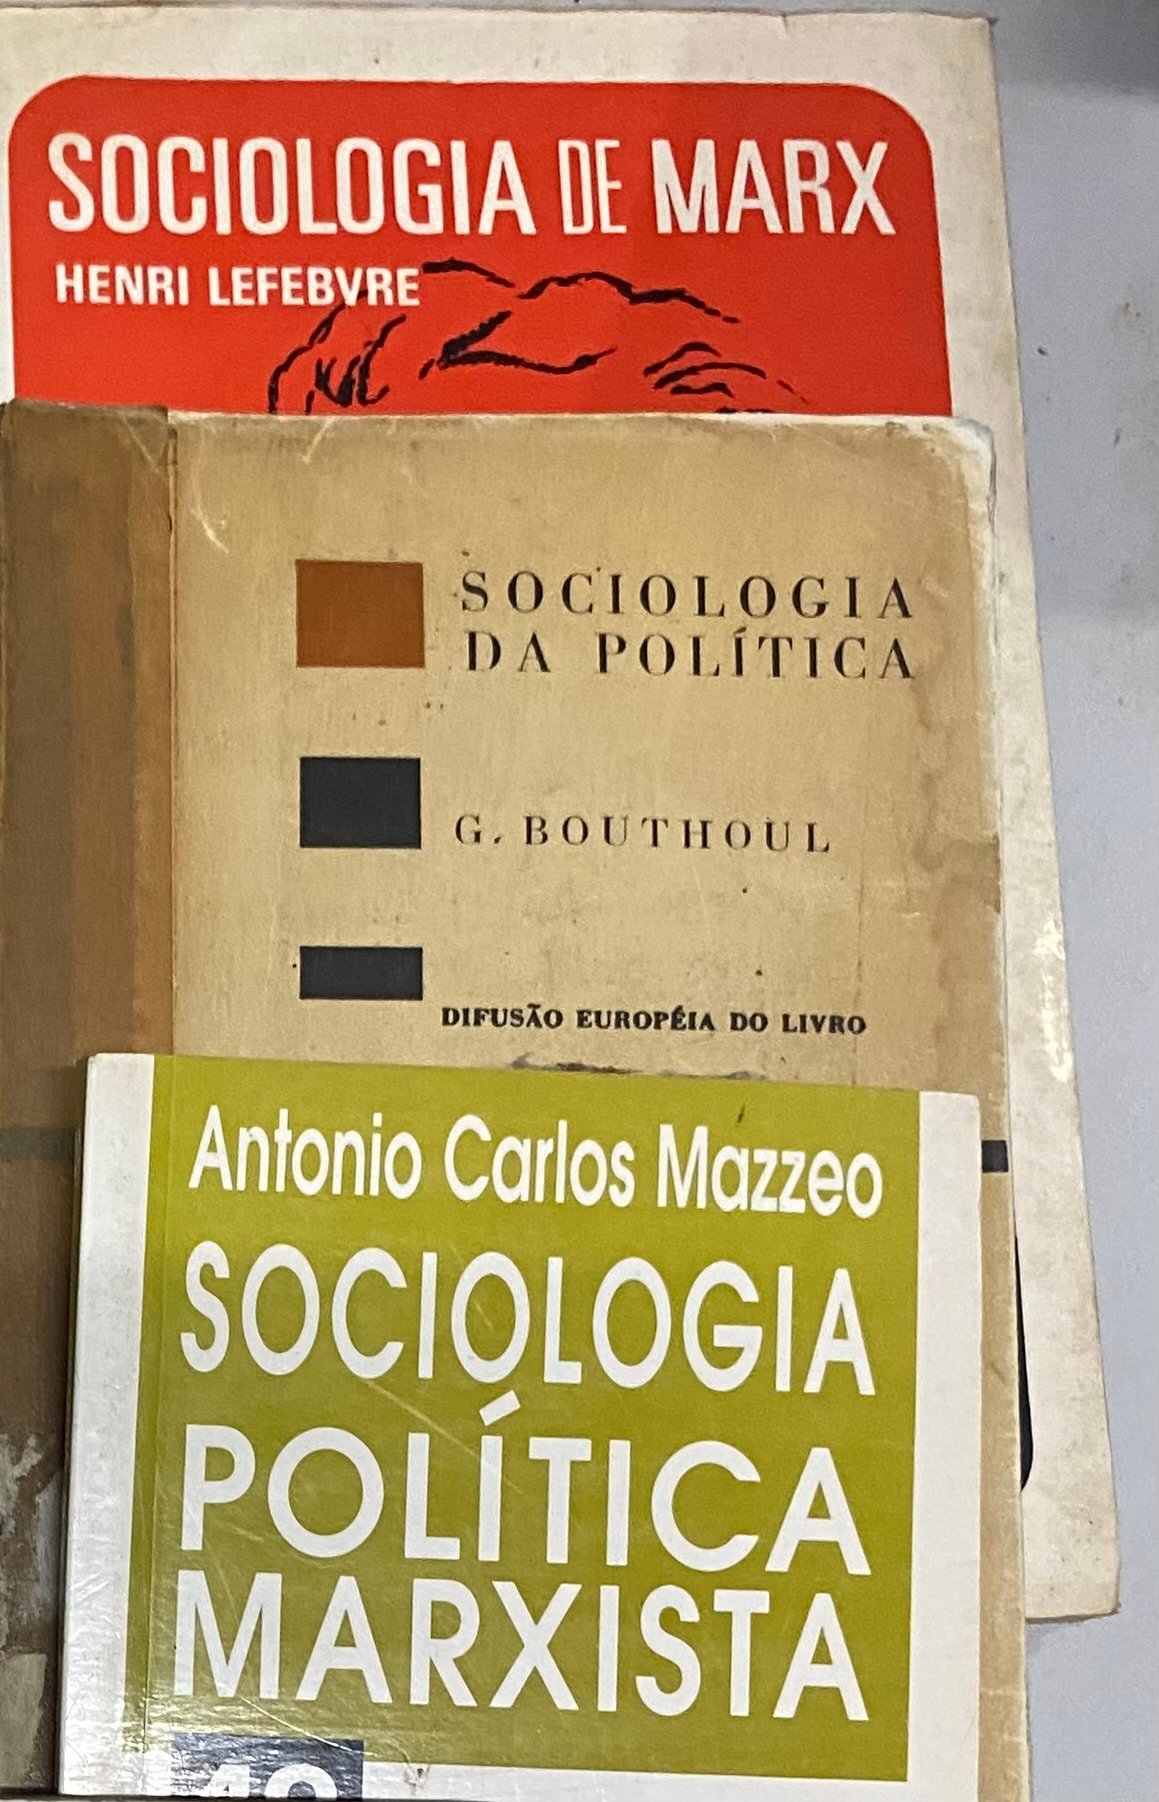 SOCIOLOGIA DE MARX
HENRI LEFEBVRE
SOCIOLOGIA
DA POLÍTICA
G. BOUTHOUL
DIFUSÃO EUROPÉIA DO LIVRO
Antonio Carlos Mazzeo
SOCIOLOGIA
POLÍTICA
MARXISTA